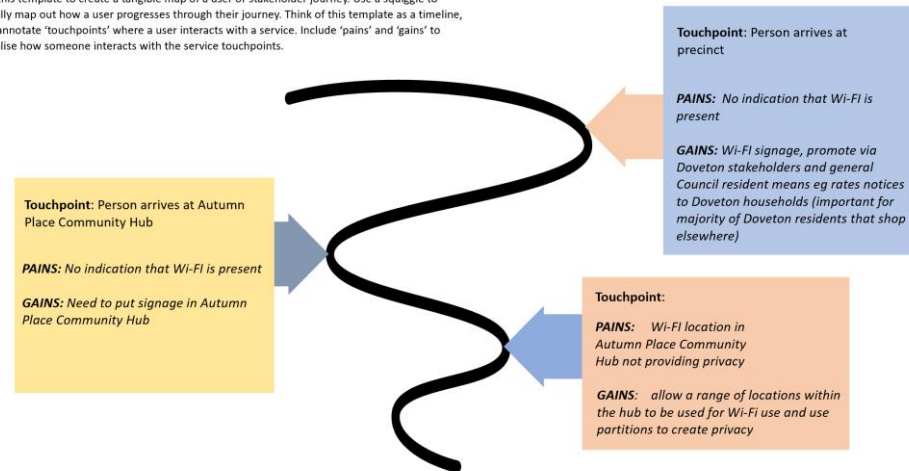 this template to create a tangible map of a user or stakeholder journey. Use a squiggle to
lly map out how a user progresses through their journey. Think of this template as a timeline,
annotate ‘touchpoints’ where a user interacts with a service. Include ‘pains’ and ‘gains’ to
alise how someone interacts with the service touchpoints.
Touchpoint: Person arrives at
precinct
PAINS: No indication that Wi-FI is
present
GAINS: Wi-FI signage, promote via
Doveton stakeholders and general
Council resident means eg rates notices
to Doveton households (important for
majority of Doveton residents that shop
elsewhere)
Touchpoint: Person arrives at Autumn
Place Community Hub
PAINS: No indication that Wi-FI is present
GAINS: Need to put signage in Autumn
Place Community Hub
Touchpoint:
PAINS: Wi-FI location in
Autumn Place Community
Hub not providing privacy
GAINS: allow a range of locations within
the hub to be used for Wi-Fi use and use
partitions to create privacy